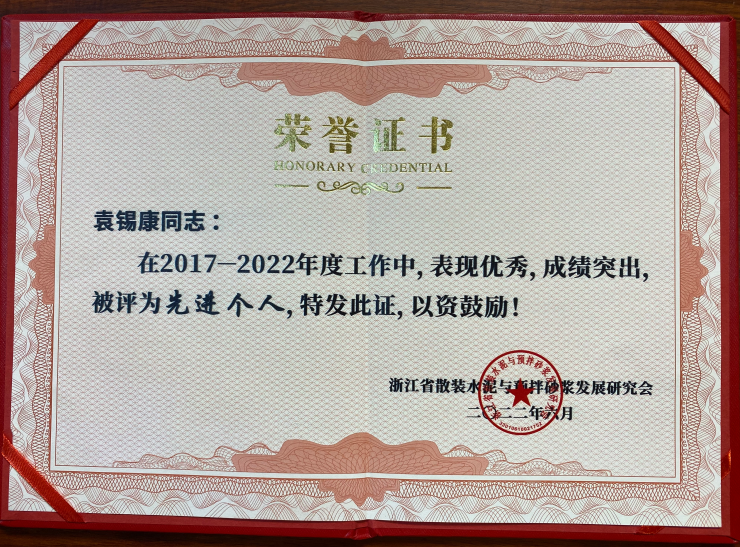 荣誉证书
HONORARY CREDENTIAL
袁锡康同志：
在2017—2022年度工作中,表现优秀,成绩突出,
被评为先进个人,特发此证,以资鼓励!
浙江省散装水泥与预拌砂浆发展研究会
二〇二二年六月